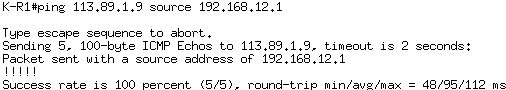 K-R1#ping 113.89.1.9 source 192.168.12.1
Type escape sequence to abort.
Sending 5, 100-byte ICMP Echos to 113.89.1.9, timeout is 2 seconds:
Packet sent with a source address of 192.168.12.1
!!!!!
Success rate is 100 percent (5/5), round-trip min/avg/max = 48/95/112 ms